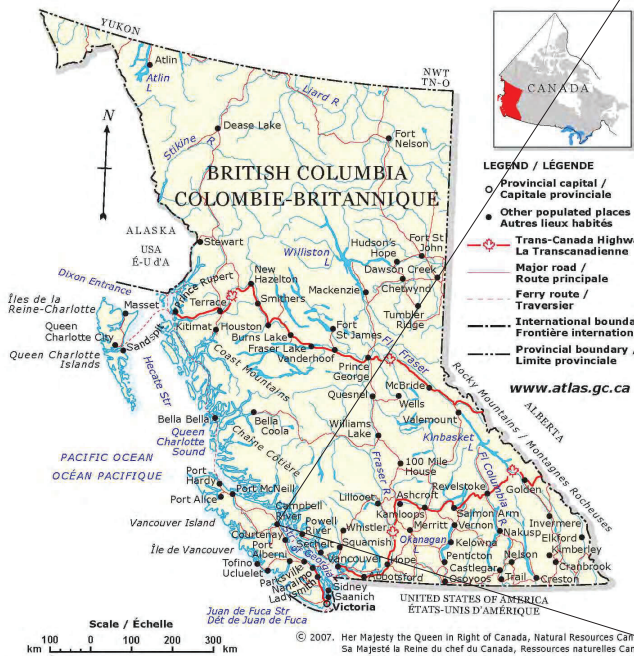 YUKON
Atlin
Atlin
L
Liard R
NWT
TN-O
CANADA
N
Dease Lake
Fort
Nelson
Stikine R
BRITISH COLUMBIA
COLOMBIE-BRITANNIQUE
LEGEND / LÉGENDE
Provincial capital /
Capitale provinciale
Other populated places
Autres lieux habités
Trans-Canada Highwa
La Transcanadienne
Major road /
Route principale
Ferry route /
Traversier
International bounda
Frontière internation
Provincial boundary /
Limite provinciale
www.atlas.gc.ca
ALASKA
USA
É-U d'A
Stewart
Williston
L
Hudson's
Hope
Fort St
John
Dawson Creek
Chetwynd
Mackenzie
Tumbler
Ridge
Dixon Entrance
Prince Rupert
New
Hazelton
Terrace
Smithers
Îles de la
Reine-Charlotte
Masset
Kitimat
Houston
Queen
Charlotte City
Sandspit
Queen Charlotte
Islands
Burns Lake
Fort
St James
Fraser Lake
Vanderhoof
Prince
George
Fl Fraser
Hecate Str
Coast Mountains
McBride
Quesnel
Wells
Valemount
Rocky Mountains / Montagnes Rocheuses
ALBERTA
Bella Bella
Bella
Coola
Williams
Lake
Kinbasket
L
Queen
Charlotte
Sound
Chaîne Côtière
PACIFIC OCEAN
OCÉAN PACIFIQUE
Fraser R
100 Mile
House
Fl Columbia R
Port
Hardy
Port McNeill
Port Alice
Revelstoke
Golden
Lillooet
Ashcroft
Campbell
River
Kamloops
Salmon Arm
Vancouver Island
Powell
River
Whistler
Merritt
Vernon
Nakusp
Invermere
Courtenay
Sechelt
Squamish
Okanagan
L
Kelowna
Elkford
Île de Vancouver
Port
Alberni
Str of Georgia
Vancouver
Hope
Penticton
Nelson
Kimberley
Tofino
Castlegar
Cranbrook
Ucluelet
Parksville
Nanaimo
Abbotsford
Osoyoos
Trail
Creston
Ladysmith
Sidney
Saanich
Victoria
UNITED STATES OF AMERICA
ÉTATS-UNIS D'AMÉRIQUE
Juan de Fuca Str
Dét de Juan de Fuca
Scale / Échelle
100 0 100 200 300
km km
© 2007. Her Majesty the Queen in Right of Canada, Natural Resources Can
Sa Majesté la Reine du chef du Canada, Ressources naturelles Can